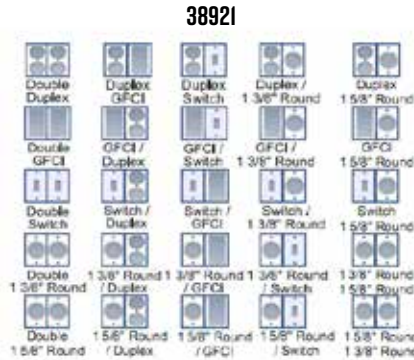 38921
Double
Duplex
Duplex
GFCI
Duplex
Switch
Duplex /
1 3/8" Round
Duplex
1 5/8" Round
Double
GFCI
GFCI /
Duplex
GFCI /
Switch
GFCI /
1 3/8" Round
GFCI
1 5/8" Round
Double
Switch
Switch /
Duplex
Switch /
GFCI
Switch /
1 3/8" Round
Switch
1 5/8" Round
Double
1 3/8" Round
1 3/8" Round
/ Duplex
1 3/8" Round
/ GFCI
1 3/8" Round
/ Switch
1 3/8" Round
1 5/8" Round
Double
1 5/8" Round
1 5/8" Round
/ Duplex
1 5/8" Round
/ GFCI
1 5/8" Round
/ Switch
1 5/8" Round
1 3/8" Round